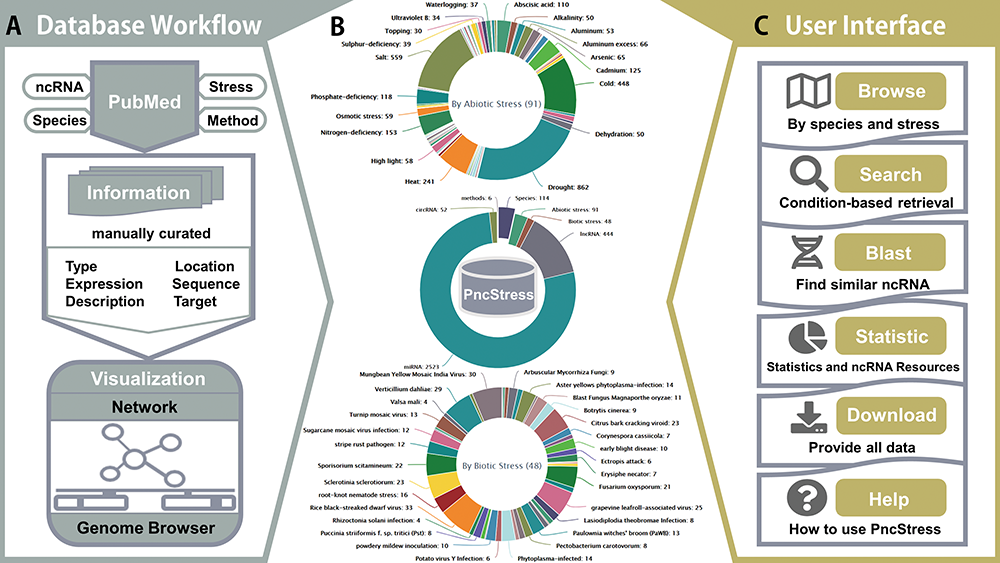 A Database Workflow
ncRNA
Stress
PubMed
Species
Method
Information
manually curated
Type
Location
Expression
Sequence
Description
Target
Visualization
Network
Genome Browser
B
Waterlogging: 37
Abscisic acid: 110
Ultraviolet B: 34
Alkalinity: 50
Topping: 30
Aluminum: 53
Sulphur-deficiency: 39
Aluminum excess: 66
Salt: 559
Arsenic: 65
Cadmium: 125
Cold: 448
Phosphate-deficiency: 118
By Abiotic Stress (91)
Osmotic stress: 59
Nitrogen-deficiency: 153
Dehydration: 50
High light: 58
Heat: 241
Drought: 862
methods: 6
Species: 114
circRNA: 52
Abiotic stress: 91
Biotic stress: 48
lncRNA: 444
PncStress
miRNA: 2523
Mungbean Yellow Mosaic India Virus: 30
Arbuscular Mycorrhiza Fungi: 9
Verticillium dahliae: 29
Aster yellows phytoplasma-infection: 14
Valsa mali: 4
Blast Fungus Magnaporthe oryzae: 11
Turnip mosaic virus: 13
Botrytis cinerea: 9
Sugarcane mosaic virus infection: 12
Citrus bark cracking viroid: 23
stripe rust pathogen: 12
Corynespora cassiicola: 7
early blight disease: 10
Sporisorium scitamineum: 22
By Biotic Stress (48)
Ectropis attack: 6
Sclerotinia sclerotiorum: 23
Erysiphe necator: 7
root-knot nematode stress: 16
Fusarium oxysporum: 21
Rice black-streaked dwarf virus: 33
grapevine leafroll-associated virus: 25
Rhizoctonia solani infection: 4
Lasiodiplodia theobromae Infection: 8
Puccinia striiformis f. sp. tritici (Pst): 8
Paulownia witches' broom (PaWB): 13
powdery mildew inoculation: 10
Pectobacterium carotovorum: 8
Potato virus Y Infection: 6
Phytoplasma-infected: 14
C User Interface
Browse
By species and stress
Search
Condition-based retrieval
Blast
Find similar ncRNA
Statistic
Statistics and ncRNA Resources
Download
Provide all data
?
Help
How to use PncStress